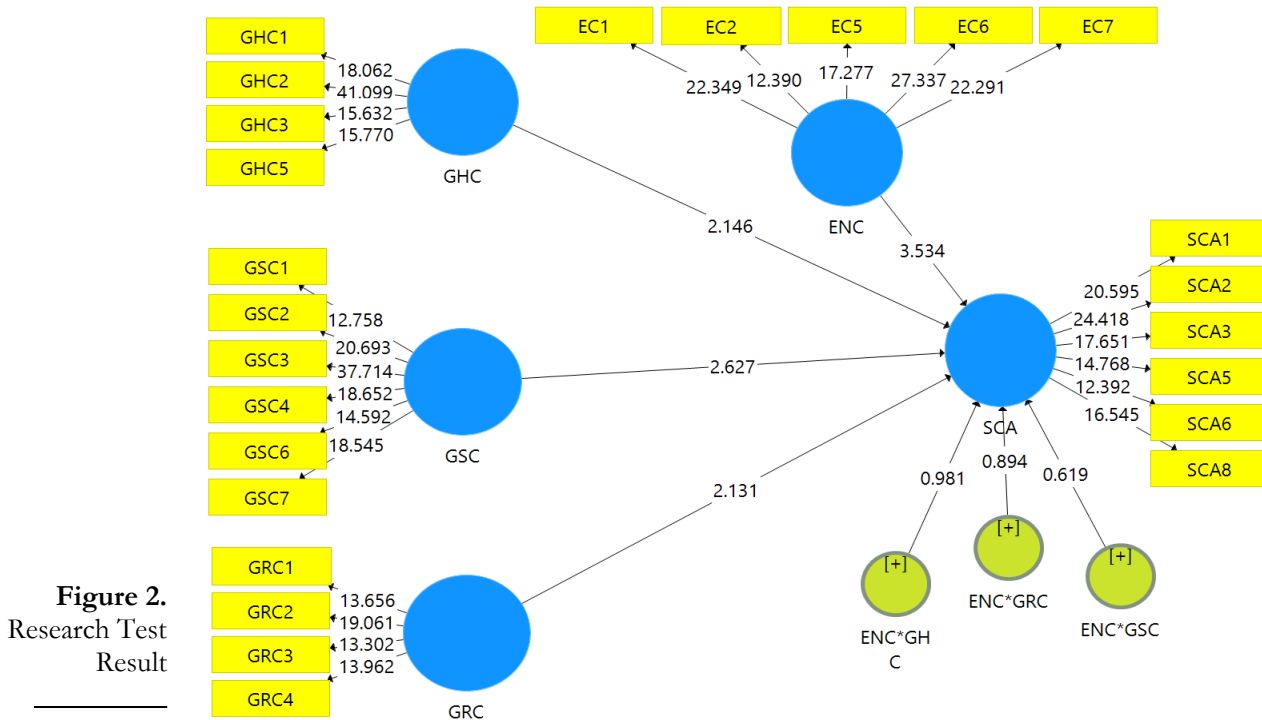 EC1
EC2
EC5
EC6
EC7
22.349
12.390
17.277
27.337
22.291
ENC
3.534
GHC1
GHC2
GHC3
GHC5
18.062
41.099
15.632
15.770
GHC
2.146
GSC1
GSC2
GSC3
GSC4
GSC6
GSC7
12.758
20.693
37.714
18.652
14.592
18.545
GSC
2.627
SCA1
SCA2
SCA3
SCA5
SCA6
SCA8
20.595
24.418
17.651
14.768
12.392
16.545
SCA
GRC1
GRC2
GRC3
GRC4
13.656
19.061
13.302
13.962
GRC
2.131
0.981
0.894
0.619
[+]
ENC*GH
C
[+]
ENC*GRC
[+]
ENC*GSC
Figure 2.
Research Test
Result